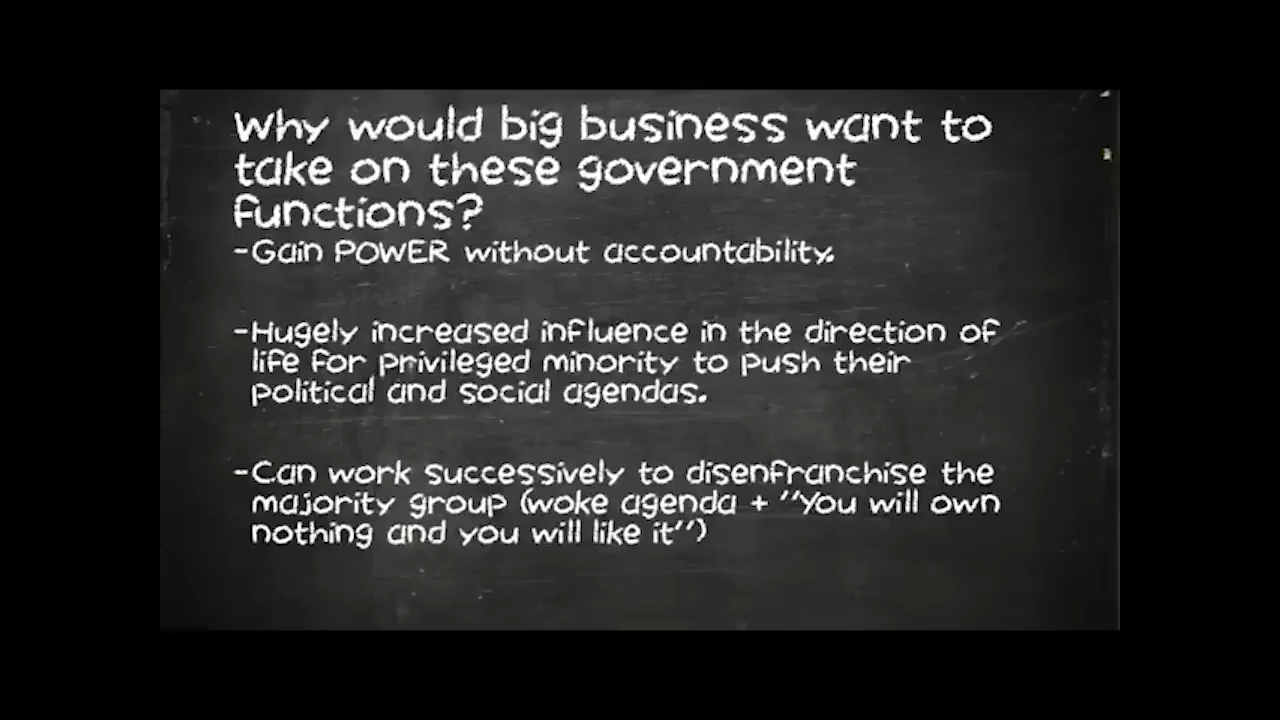 Why would big business want to
take on these government
functions?
-Gain POWER without accountability.
-Hugely increased influence in the direction of
life for privileged minority to push their
political and social agendas.
-Can work successively to disenfranchise the
majority group (woke agenda + "You will own
nothing and you will like it")